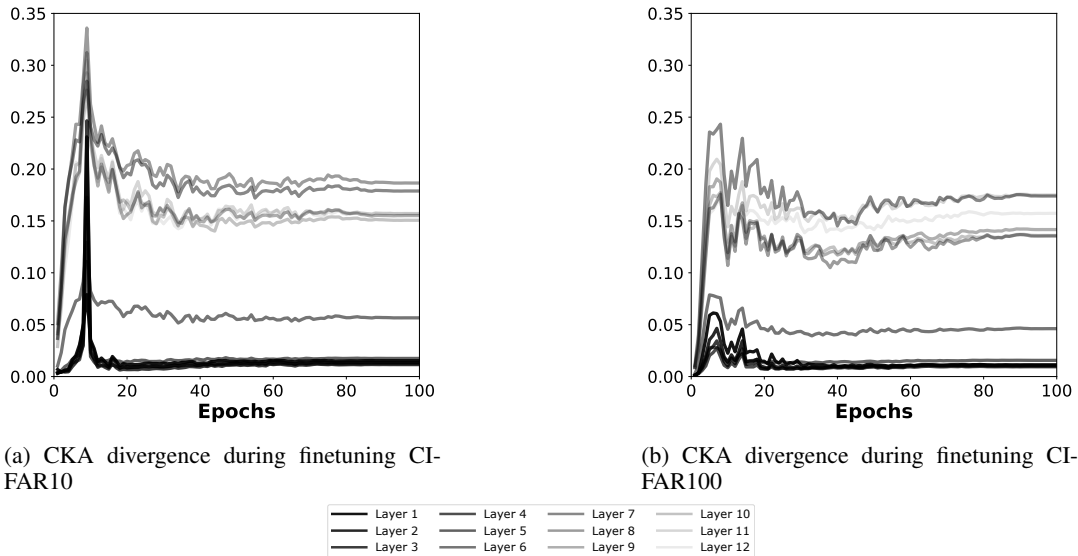 0.35
0.30
0.25
0.20
0.15
0.10
0.05
0.00
0 20 40 60 80 100
Epochs
0.35
0.30
0.25
0.20
0.15
0.10
0.05
0.00
0 20 40 60 80 100
Epochs
(a) CKA divergence during finetuning CI-
FAR10
(b) CKA divergence during finetuning CI-
FAR100
Layer 1 Layer 4 Layer 7 Layer 10
Layer 2 Layer 5 Layer 8 Layer 11
Layer 3 Layer 6 Layer 9 Layer 12